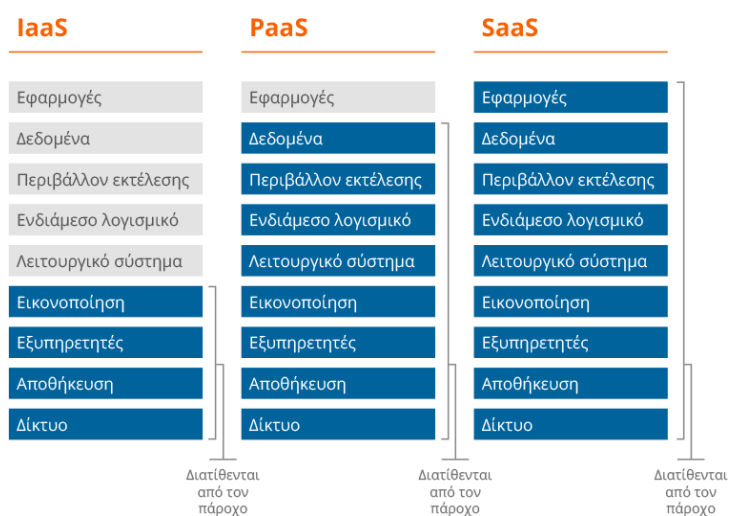 IaaS
Εφαρμογές
Δεδομένα
Περιβάλλον εκτέλεσης
Ενδιάμεσο λογισμικό
Λειτουργικό σύστημα
Εικονοποίηση
Εξυπηρετητές
Αποθήκευση
Δίκτυο
Διατίθενται
από τον
πάροχο
PaaS
Εφαρμογές
Δεδομένα
Περιβάλλον εκτέλεσης
Ενδιάμεσο λογισμικό
Λειτουργικό σύστημα
Εικονοποίηση
Εξυπηρετητές
Αποθήκευση
Δίκτυο
Διατίθενται
από τον
πάροχο
SaaS
Εφαρμογές
Δεδομένα
Περιβάλλον εκτέλεσης
Ενδιάμεσο λογισμικό
Λειτουργικό σύστημα
Εικονοποίηση
Εξυπηρετητές
Αποθήκευση
Δίκτυο
Διατίθενται
από τον
πάροχο